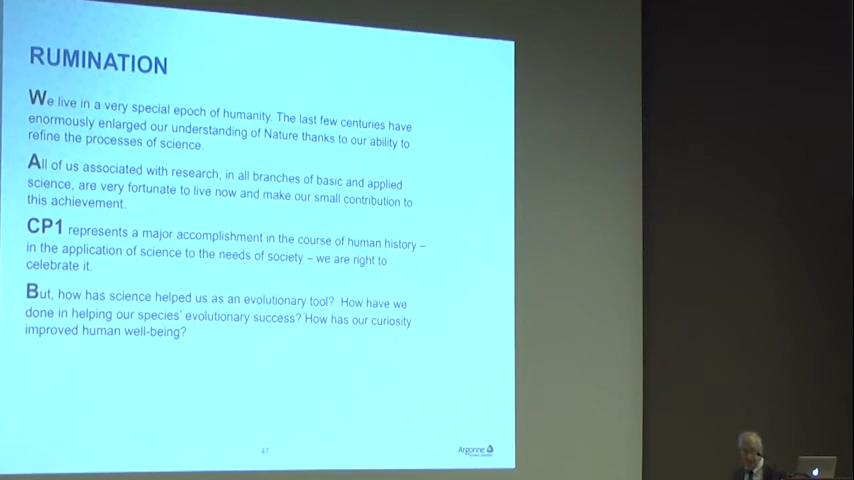 RUMINATION
We live in a very special epoch of humanity. The last few centuries have
enormously enlarged our understanding of Nature thanks to our ability to
refine the processes of science.
All of us associated with research, in all branches of basic and applied
science, are very fortunate to live now and make our small contribution to
this achievement.
CP1 represents a major accomplishment in the course of human history –
in the application of science to the needs of society – we are right to
celebrate it.
But, how has science helped us as an evolutionary tool? How have we
done in helping our species' evolutionary success? How has our curiosity
improved human well-being?
47
Argonne